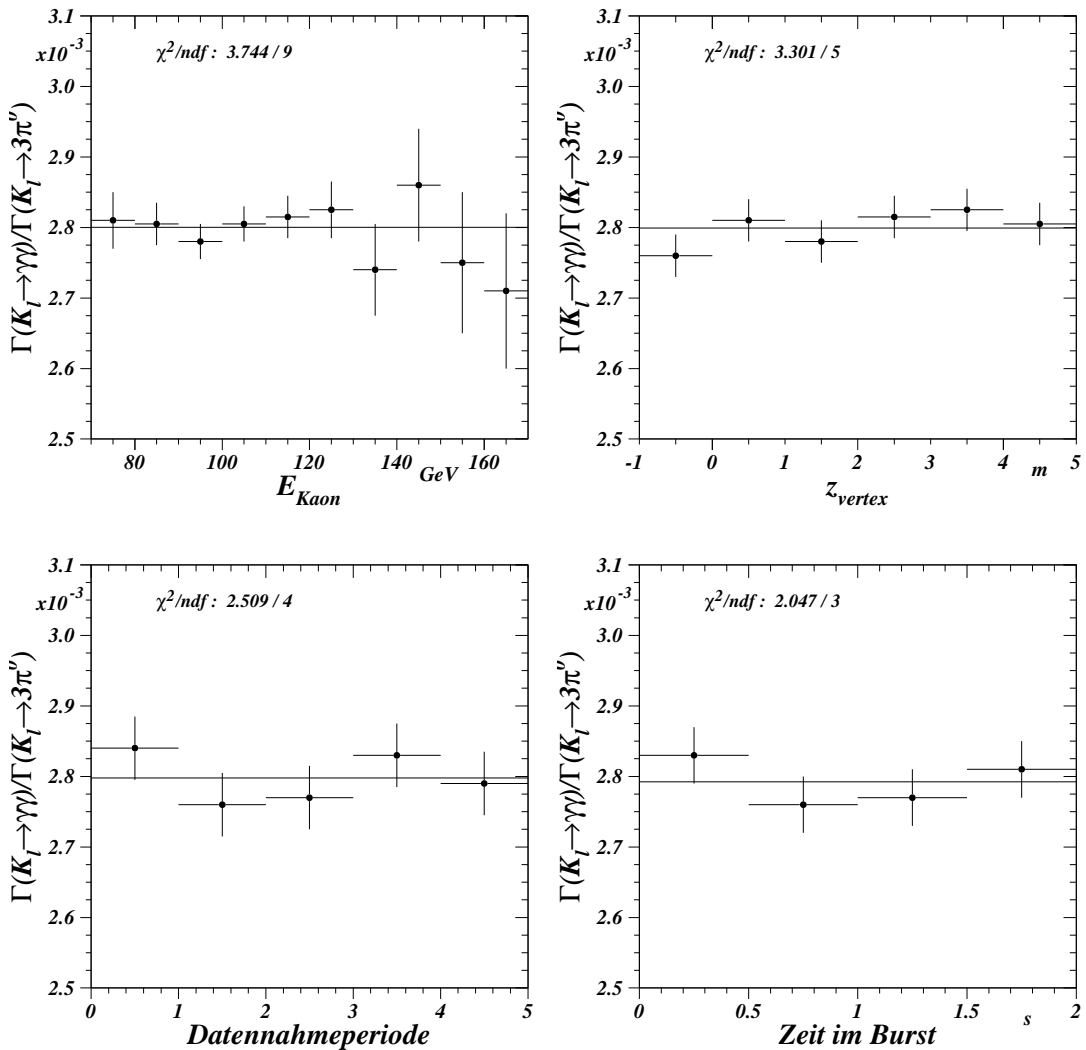 3.1
x10⁻³
χ²/ndf : 3.744 / 9
3.0
2.9
2.8
2.7
2.6
2.5
Γ(K_l→γγ)/Γ(K_l→3π⁰)
80 100 120 140 160
E_Kaon GeV
3.1
x10⁻³
χ²/ndf : 3.301 / 5
3.0
2.9
2.8
2.7
2.6
2.5
Γ(K_l→γγ)/Γ(K_l→3π⁰)
-1 0 1 2 3 4 5
z_vertex m
3.1
x10⁻³
χ²/ndf : 2.509 / 4
3.0
2.9
2.8
2.7
2.6
2.5
Γ(K_l→γγ)/Γ(K_l→3π⁰)
0 1 2 3 4 5
Datennahmeperiode
3.1
x10⁻³
χ²/ndf : 2.047 / 3
3.0
2.9
2.8
2.7
2.6
2.5
Γ(K_l→γγ)/Γ(K_l→3π⁰)
0 0.5 1 1.5 2
Zeit im Burst s